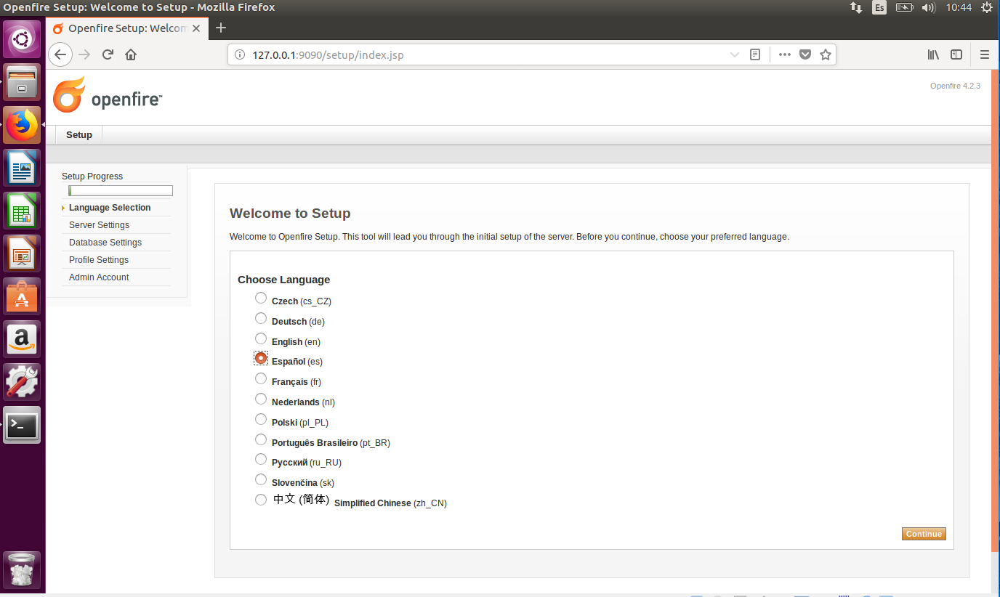 Openfire Setup: Welcome to Setup - Mozilla Firefox
Es
10:44
Openfire Setup: Welcom
127.0.0.1:9090/setup/index.jsp
openfire™
Openfire 4.2.3
Setup
Setup Progress
Language Selection
Server Settings
Database Settings
Profile Settings
Admin Account
Welcome to Setup
Welcome to Openfire Setup. This tool will lead you through the initial setup of the server. Before you continue, choose your preferred language.
Choose Language
Czech (cs_CZ)
Deutsch (de)
English (en)
Español (es)
Français (fr)
Nederlands (nl)
Polski (pl_PL)
Português Brasileiro (pt_BR)
Русский (ru_RU)
Slovenčina (sk)
中文 (简体) Simplified Chinese (zh_CN)
Continue